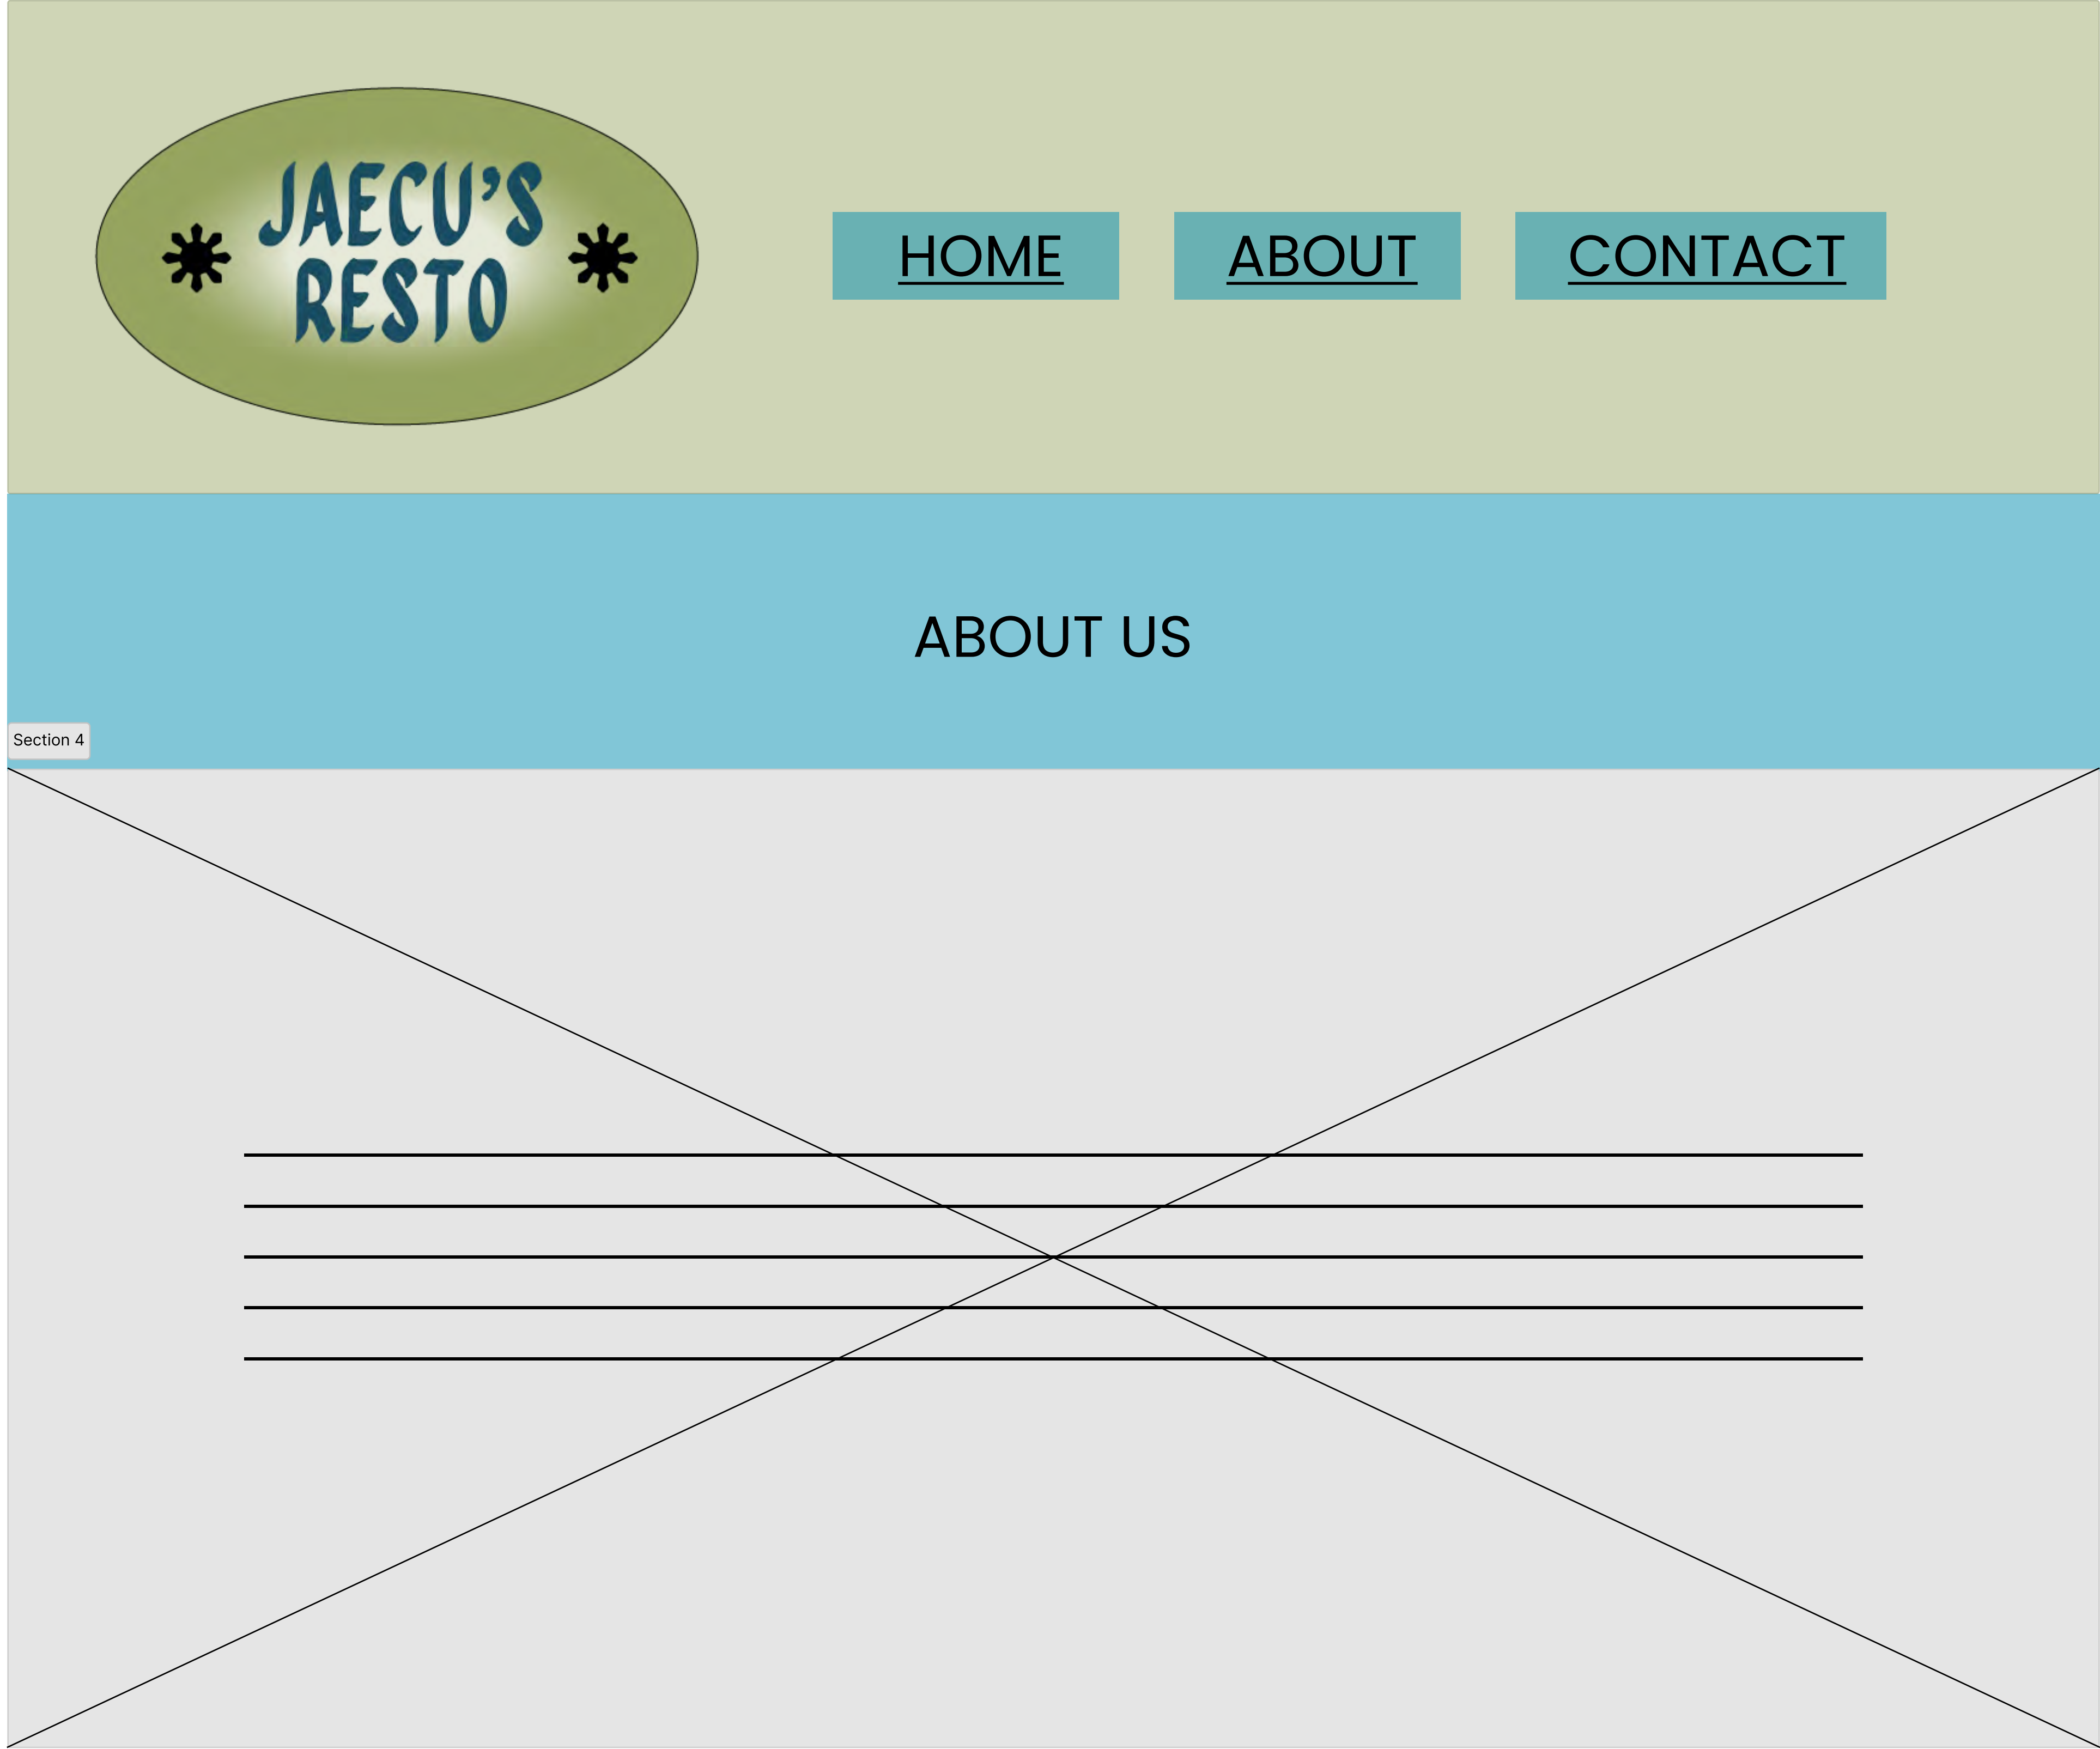 JAECU'S
RESTO
HOME
ABOUT
CONTACT
ABOUT US
Section 4